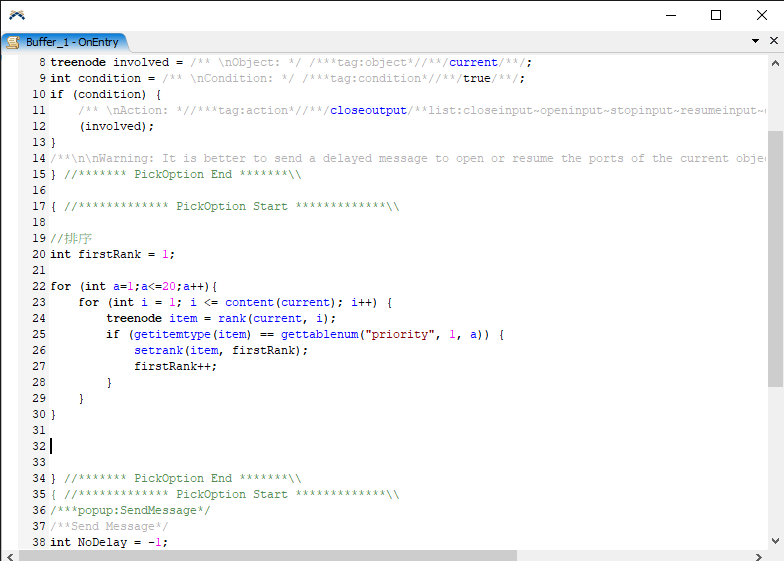 Buffer_1 - OnEntry
8 treenode involved = /** \nObject: */ /***tag:object*//**/current/**/;
9 int condition = /** \nCondition: */ /***tag:condition*//**/true/**/;
10 if (condition) {
11     /** \nAction: *//***tag:action*//**/closeoutput/**list:closeinput~openinput~stopinput~resumeinput~
12     (involved);
13 }
14 /**\n\nWarning: It is better to send a delayed message to open or resume the ports of the current obje
15 } //******* PickOption End *******\\
16
17 { //************* PickOption Start *************\\
18
19 //排序
20 int firstRank = 1;
21
22 for (int a=1;a<=20;a++){
23     for (int i = 1; i <= content(current); i++) {
24         treenode item = rank(current, i);
25         if (getitemtype(item) == gettablenum("priority", 1, a)) {
26             setrank(item, firstRank);
27             firstRank++;
28         }
29     }
30 }
31
32
33
34 } //******* PickOption End *******\\
35 { //************* PickOption Start *************\\
36 /***popup:SendMessage*/
37 /**Send Message*/
38 int NoDelay = -1;